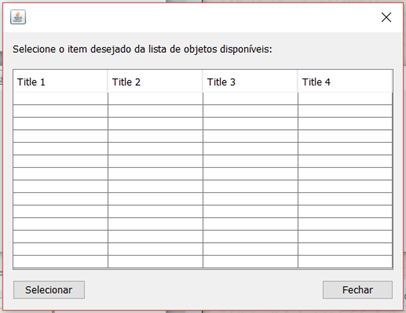 Selecione o item desejado da lista de objetos disponíveis:
Title 1 Title 2 Title 3 Title 4
Selecionar Fechar